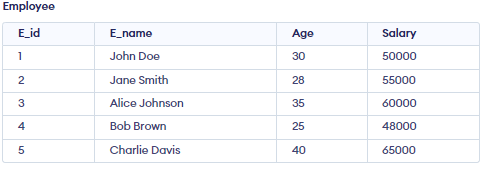 Employee
E_id E_name Age Salary
1 John Doe 30 50000
2 Jane Smith 28 55000
3 Alice Johnson 35 60000
4 Bob Brown 25 48000
5 Charlie Davis 40 65000